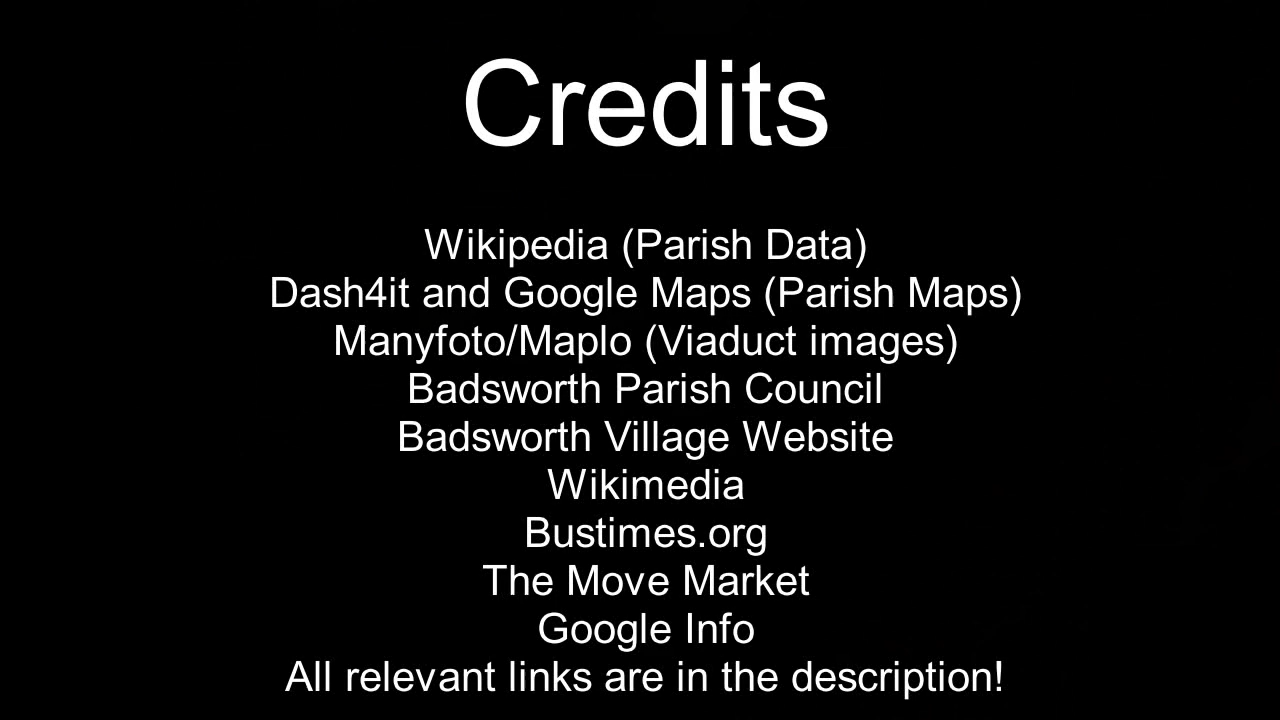 Credits
Wikipedia (Parish Data)
Dash4it and Google Maps (Parish Maps)
Manyfoto/Maplo (Viaduct images)
Badsworth Parish Council
Badsworth Village Website
Wikimedia
Bustimes.org
The Move Market
Google Info
All relevant links are in the description!